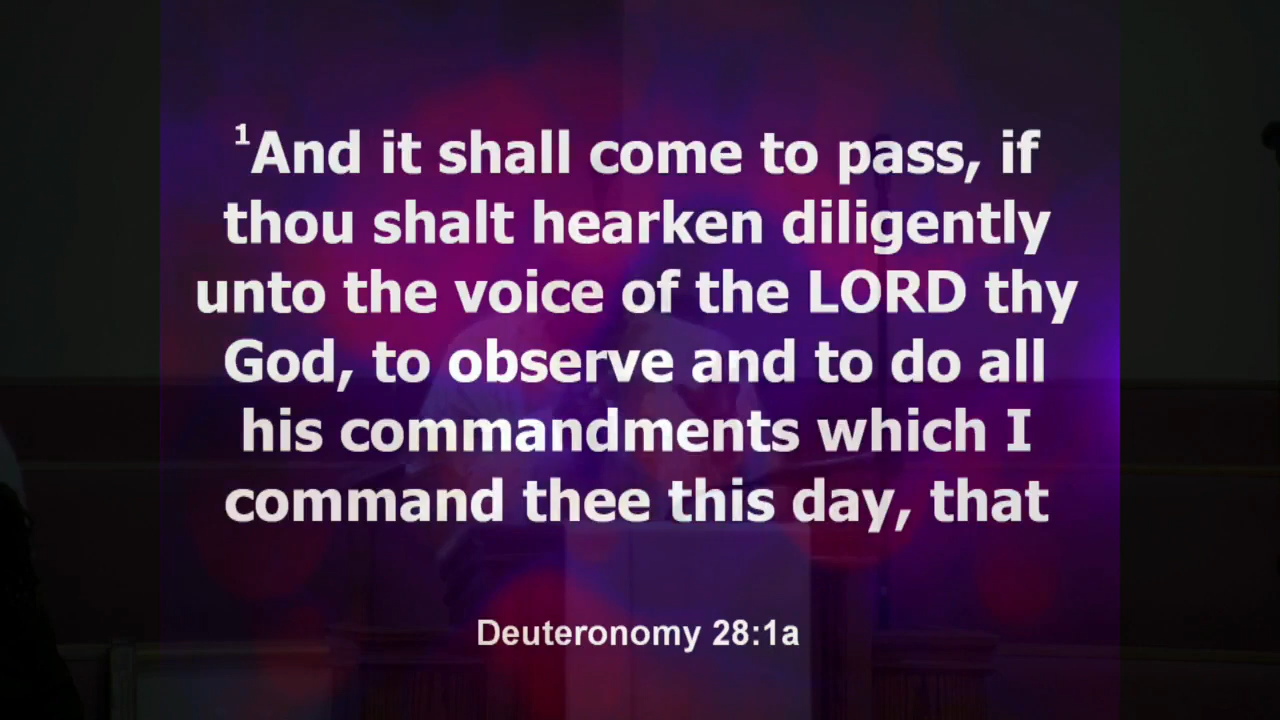 ¹And it shall come to pass, if
thou shalt hearken diligently
unto the voice of the LORD thy
God, to observe and to do all
his commandments which I
command thee this day, that
Deuteronomy 28:1a